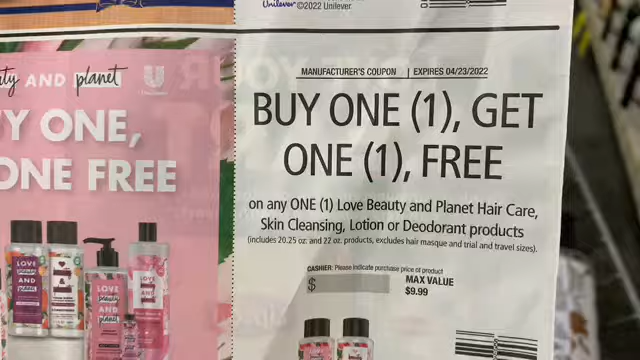 Unilever ©2022 Unilever
AND planet
ONE,
ONE FREE
LOVE
BEAUTY
AND
planet
MANUFACTURER'S COUPON | EXPIRES 04/23/2022
BUY ONE (1), GET
ONE (1), FREE
on any ONE (1) Love Beauty and Planet Hair Care,
Skin Cleansing, Lotion or Deodorant products
(includes 20.25 oz. and 22 oz. products, excludes hair masque and trial and travel sizes).
CASHIER: Please indicate purchase price of product
$
MAX VALUE
$9.99